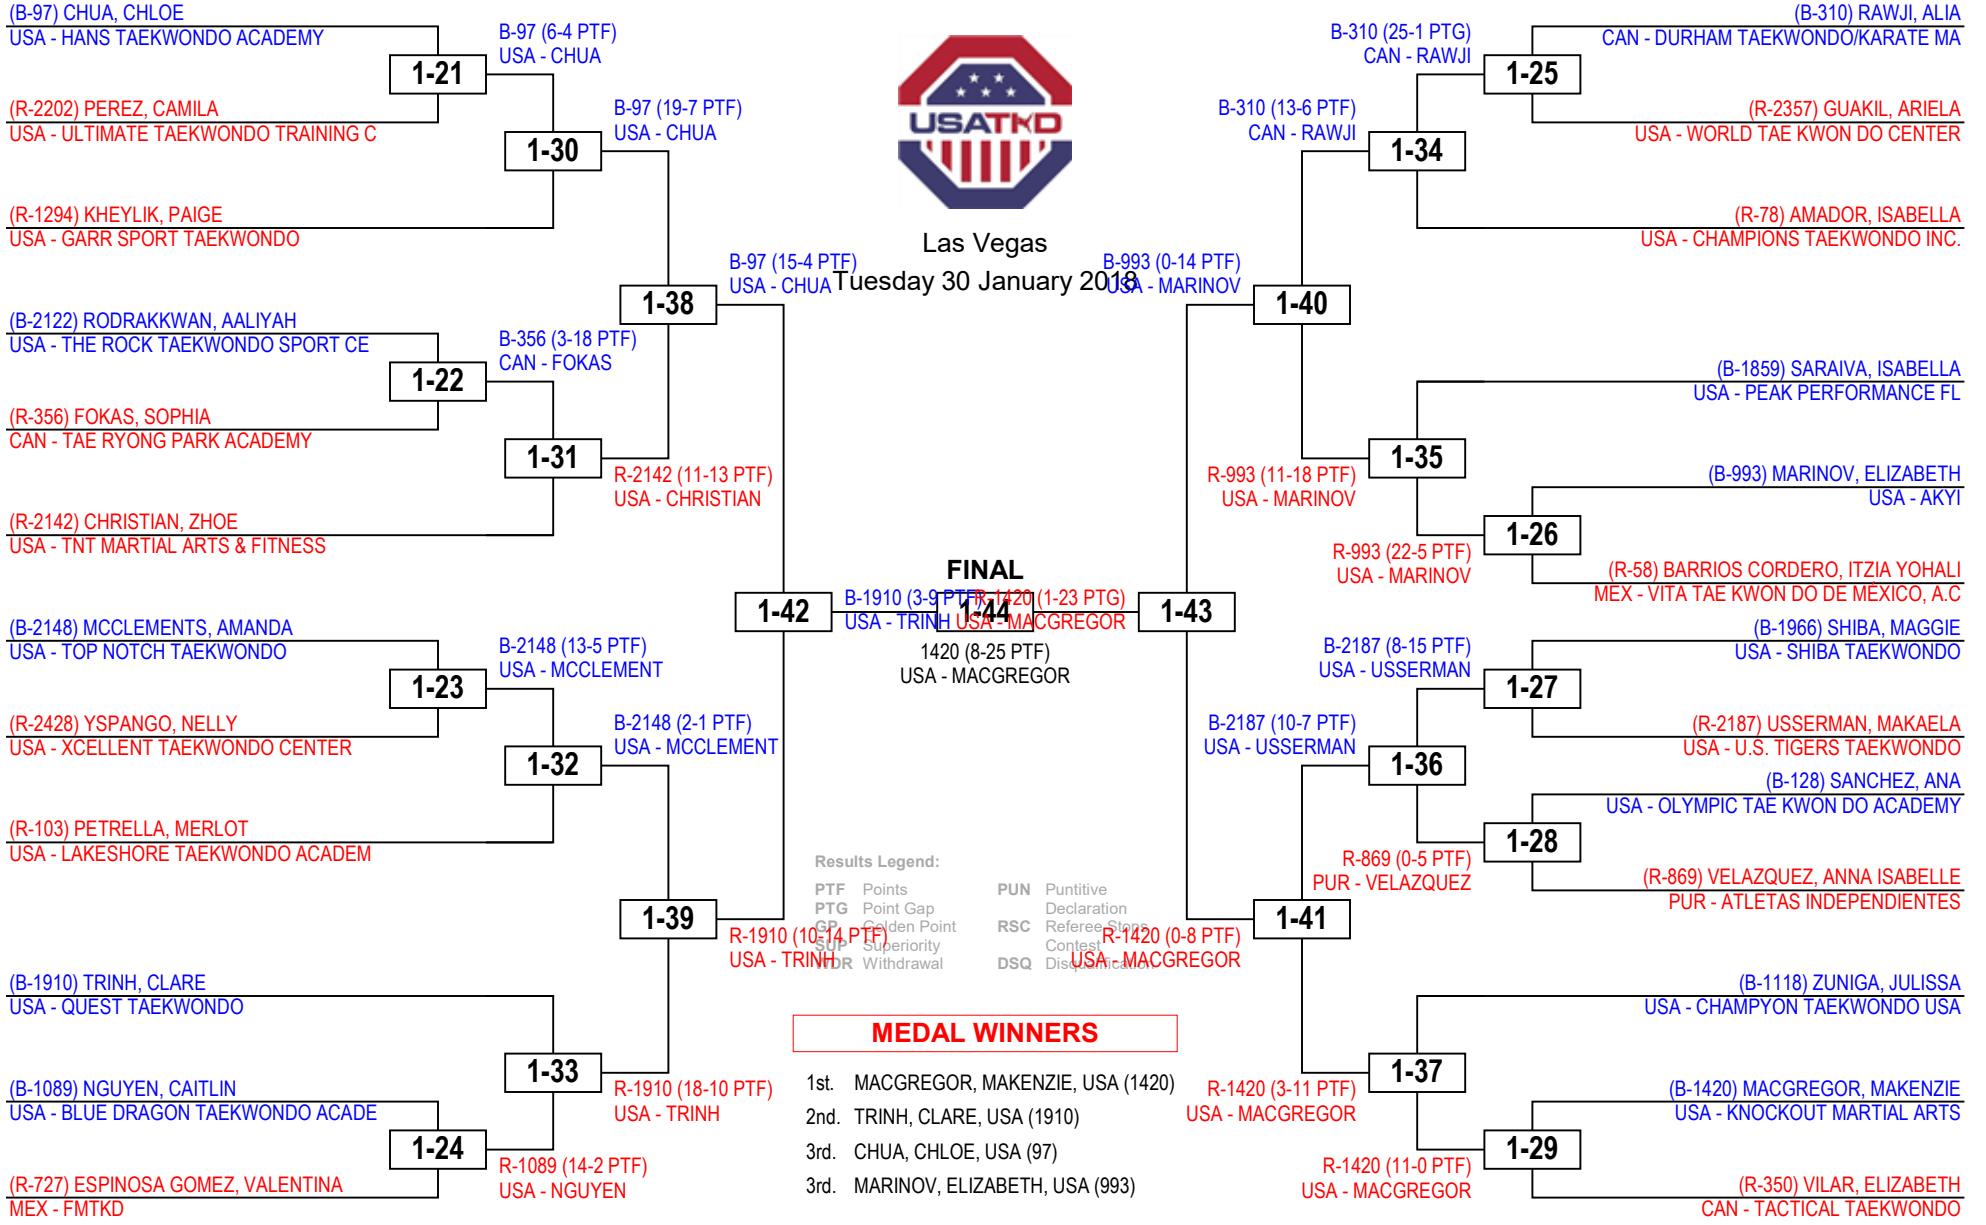 (B-97) CHUA, CHLOE
USA - HANS TAEKWONDO ACADEMY
1-21
(R-2202) PEREZ, CAMILA
USA - ULTIMATE TAEKWONDO TRAINING C
B-97 (6-4 PTF)
USA - CHUA
1-30
(R-1294) KHEYLIK, PAIGE
USA - GARR SPORT TAEKWONDO
B-97 (19-7 PTF)
USA - CHUA
1-38
(B-2122) RODRAKKWAN, AALIYAH
USA - THE ROCK TAEKWONDO SPORT CE
1-22
(R-356) FOKAS, SOPHIA
CAN - TAE RYONG PARK ACADEMY
B-356 (3-18 PTF)
CAN - FOKAS
1-31
(R-2142) CHRISTIAN, ZHOE
USA - TNT MARTIAL ARTS & FITNESS
R-2142 (11-13 PTF)
USA - CHRISTIAN
B-97 (15-4 PTF)
USA - CHUA
1-42
(B-2148) MCCLEMENTS, AMANDA
USA - TOP NOTCH TAEKWONDO
1-23
(R-2428) YSPANGO, NELLY
USA - XCELLENT TAEKWONDO CENTER
B-2148 (13-5 PTF)
USA - MCCLEMENT
1-32
(R-103) PETRELLA, MERLOT
USA - LAKESHORE TAEKWONDO ACADEM
B-2148 (2-1 PTF)
USA - MCCLEMENT
1-39
(B-1910) TRINH, CLARE
USA - QUEST TAEKWONDO
1-33
(B-1089) NGUYEN, CAITLIN
USA - BLUE DRAGON TAEKWONDO ACADE
1-24
(R-727) ESPINOSA GOMEZ, VALENTINA
MEX - FMTKD
R-1089 (14-2 PTF)
USA - NGUYEN
R-1910 (18-10 PTF)
USA - TRINH
R-1910 (10-14 PTF)
USA - TRINH
USATKD
Las Vegas
Tuesday 30 January 2018
FINAL
B-1910 (3-9 PTF)
USA - TRINH
1-44
R-1420 (1-23 PTG)
USA - MACGREGOR
1420 (8-25 PTF)
USA - MACGREGOR
Results Legend:
PTF Points
PTG Point Gap
GP Golden Point
SUP Superiority
WDR Withdrawal
PUN Puntitive
Declaration
RSC Referee Stops
Contest
DSQ Disqualification
MEDAL WINNERS
1st. MACGREGOR, MAKENZIE, USA (1420)
2nd. TRINH, CLARE, USA (1910)
3rd. CHUA, CHLOE, USA (97)
3rd. MARINOV, ELIZABETH, USA (993)
(B-310) RAWJI, ALIA
CAN - DURHAM TAEKWONDO/KARATE MA
1-25
(R-2357) GUAKIL, ARIELA
USA - WORLD TAE KWON DO CENTER
B-310 (25-1 PTG)
CAN - RAWJI
1-34
(R-78) AMADOR, ISABELLA
USA - CHAMPIONS TAEKWONDO INC.
B-310 (13-6 PTF)
CAN - RAWJI
1-40
B-993 (0-14 PTF)
USA - MARINOV
(B-1859) SARAIVA, ISABELLA
USA - PEAK PERFORMANCE FL
1-35
R-993 (11-18 PTF)
USA - MARINOV
(B-993) MARINOV, ELIZABETH
USA - AKYI
1-26
R-993 (22-5 PTF)
USA - MARINOV
(R-58) BARRIOS CORDERO, ITZIA YOHALI
MEX - VITA TAE KWON DO DE MÉXICO, A.C
1-43
(B-1966) SHIBA, MAGGIE
USA - SHIBA TAEKWONDO
1-27
(R-2187) USSERMAN, MAKAELA
USA - U.S. TIGERS TAEKWONDO
B-2187 (8-15 PTF)
USA - USSERMAN
1-36
B-2187 (10-7 PTF)
USA - USSERMAN
(B-128) SANCHEZ, ANA
USA - OLYMPIC TAE KWON DO ACADEMY
1-28
(R-869) VELAZQUEZ, ANNA ISABELLE
PUR - ATLETAS INDEPENDIENTES
R-869 (0-5 PTF)
PUR - VELAZQUEZ
1-41
R-1420 (0-8 PTF)
USA - MACGREGOR
(B-1118) ZUNIGA, JULISSA
USA - CHAMPYON TAEKWONDO USA
1-37
R-1420 (3-11 PTF)
USA - MACGREGOR
(B-1420) MACGREGOR, MAKENZIE
USA - KNOCKOUT MARTIAL ARTS
1-29
R-1420 (11-0 PTF)
USA - MACGREGOR
(R-350) VILAR, ELIZABETH
CAN - TACTICAL TAEKWONDO